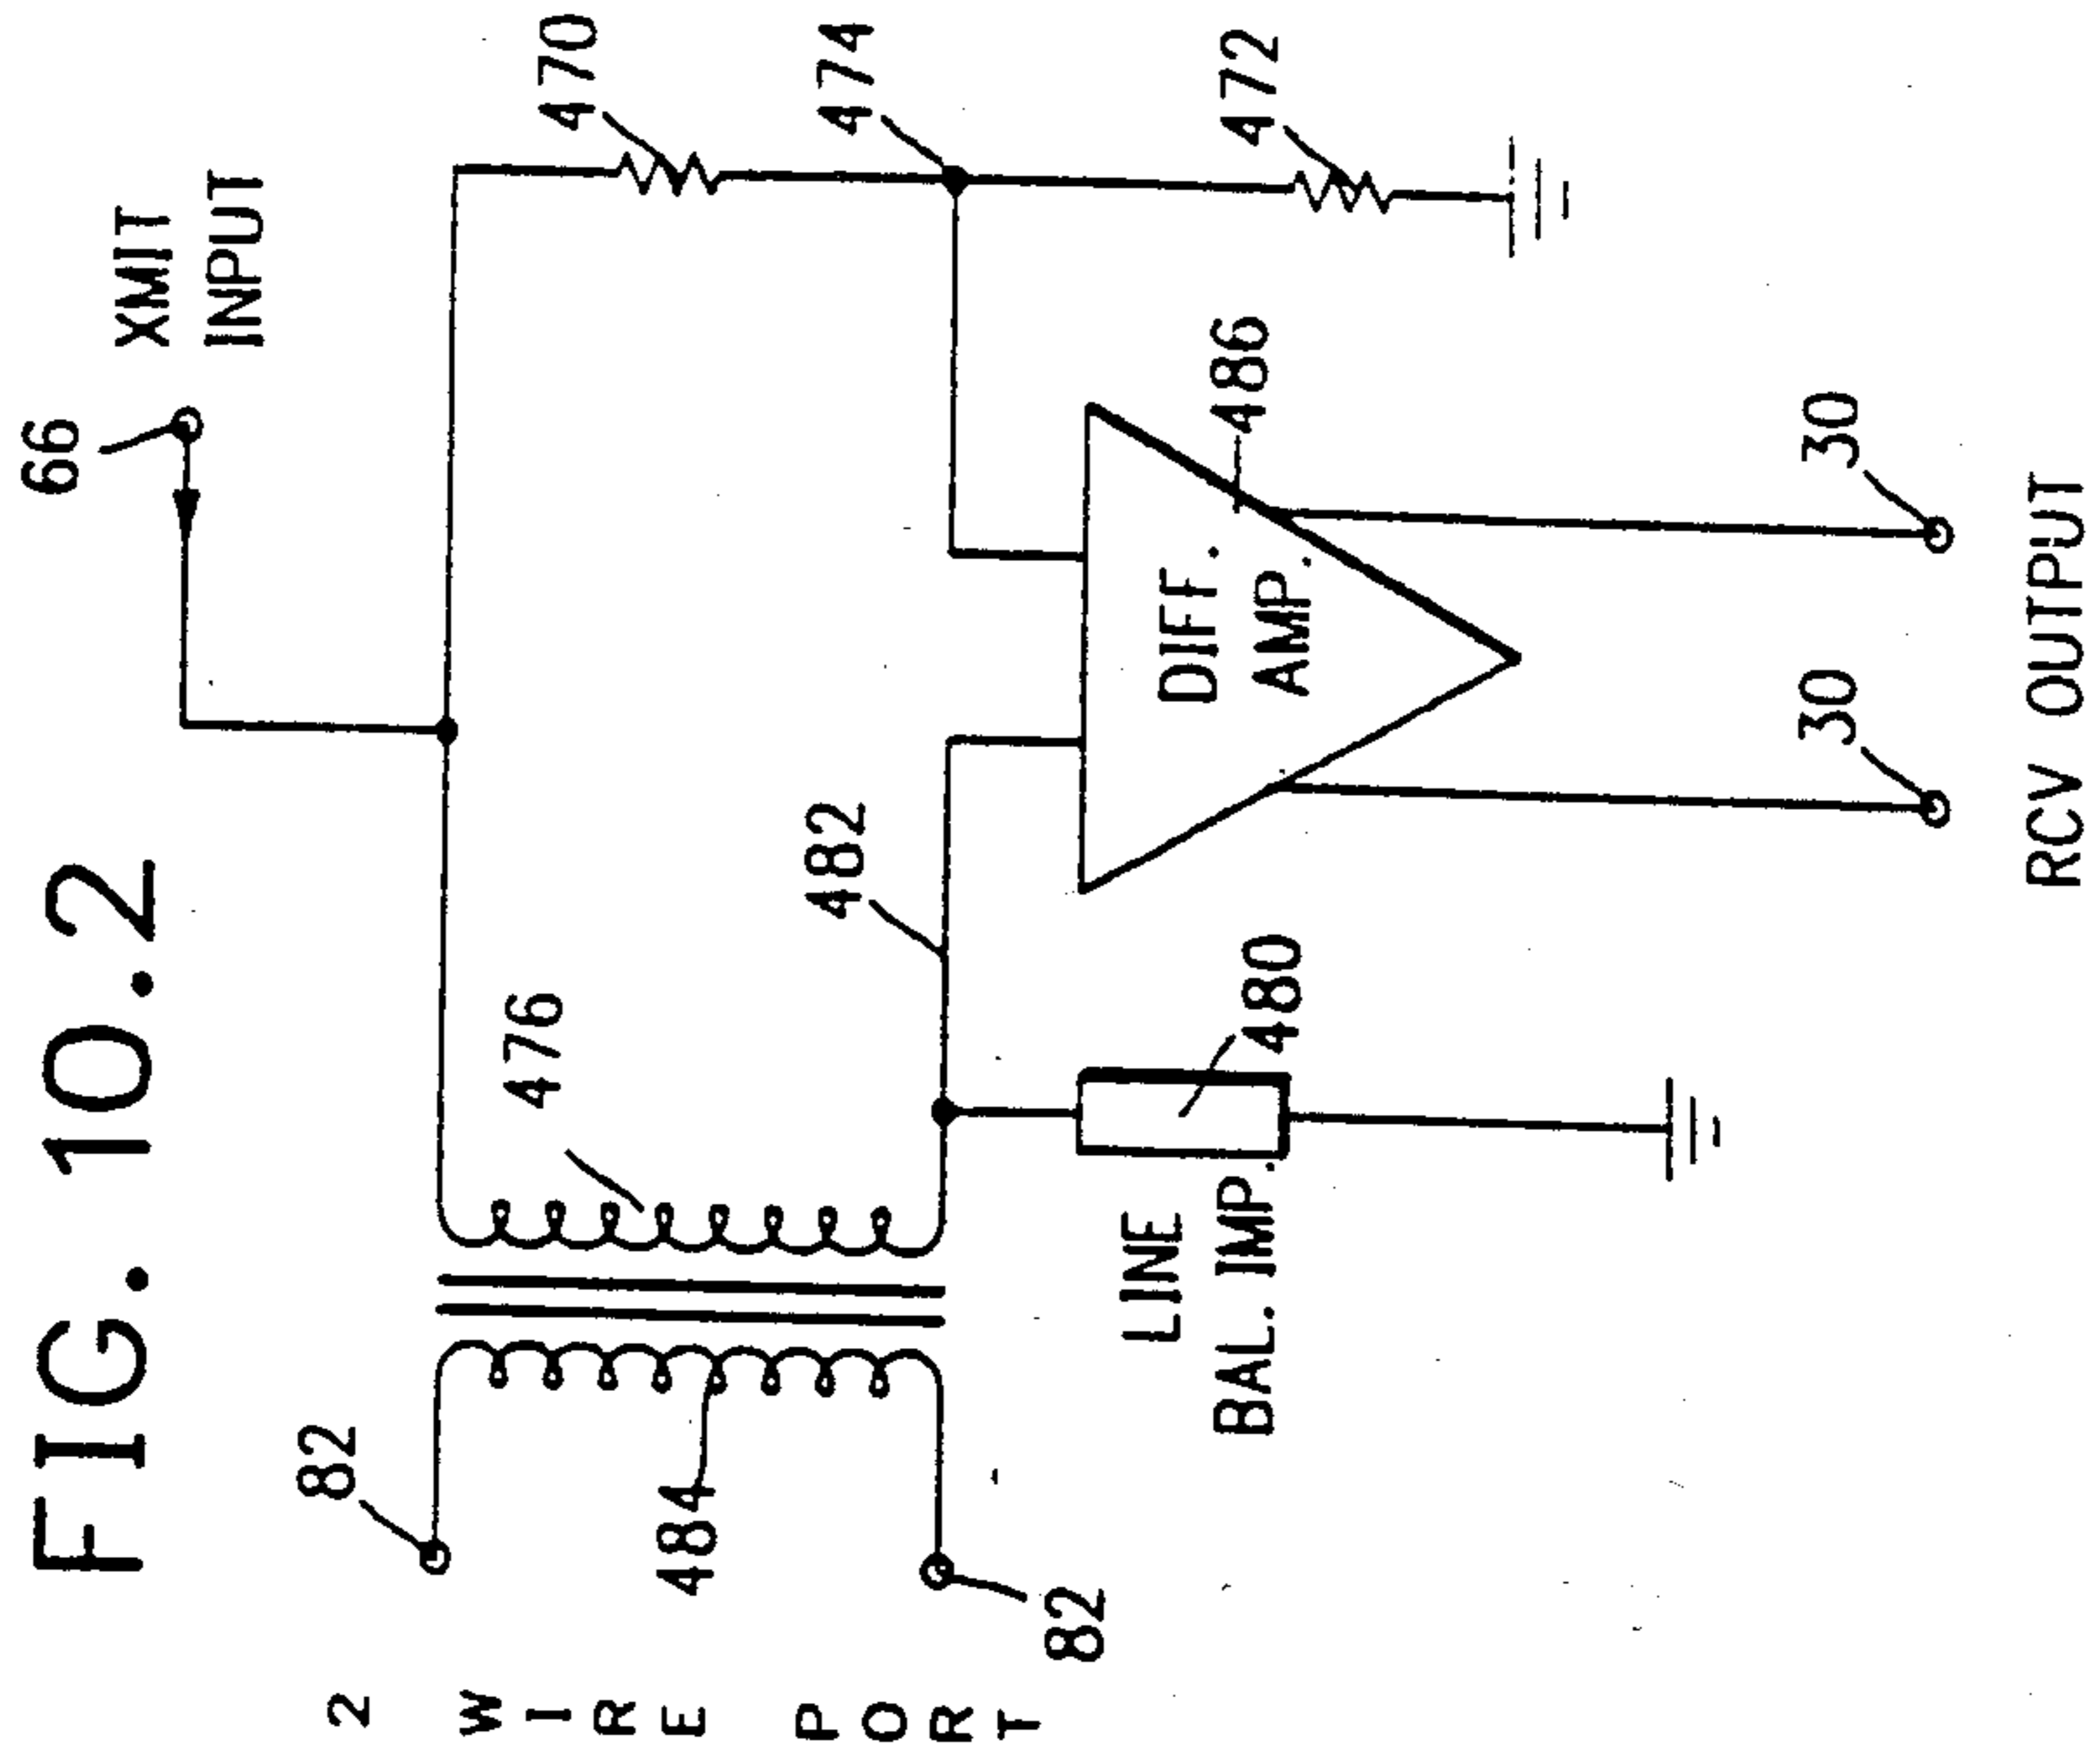 FIG. 10.2
66
XMIT
INPUT
82
476
470
484
482
474
82
2 WIRE PORT
LINE
BAL. IMP.
480
DIFF.
AMP.
486
472
30
30
RCV OUTPUT